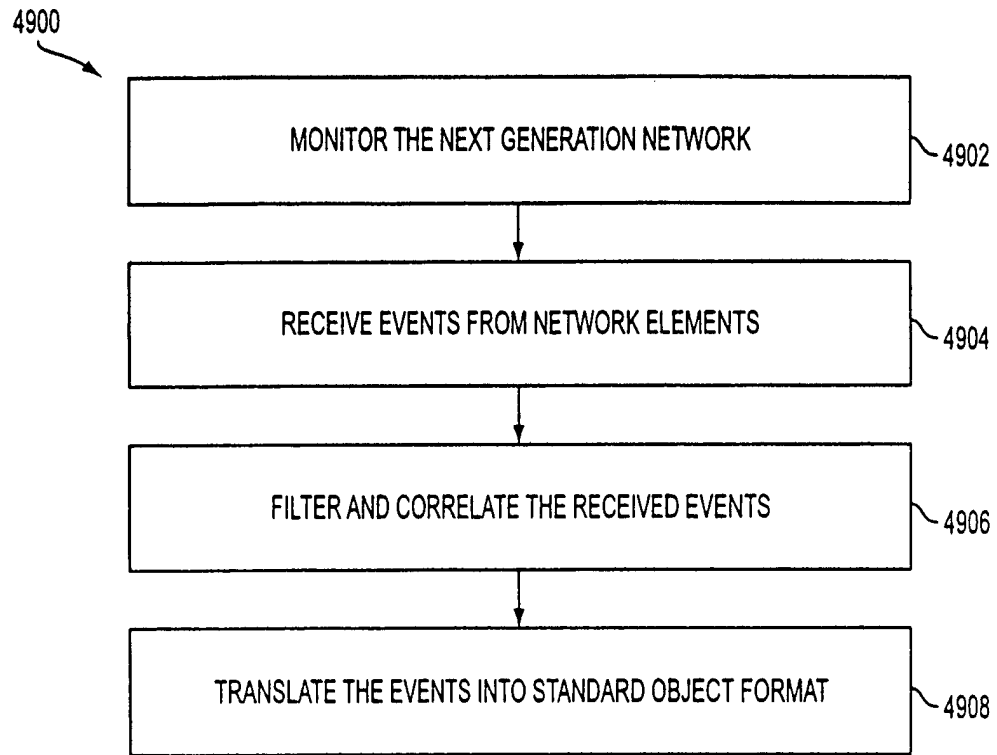 4900
MONITOR THE NEXT GENERATION NETWORK
4902
RECEIVE EVENTS FROM NETWORK ELEMENTS
4904
FILTER AND CORRELATE THE RECEIVED EVENTS
4906
TRANSLATE THE EVENTS INTO STANDARD OBJECT FORMAT
4908